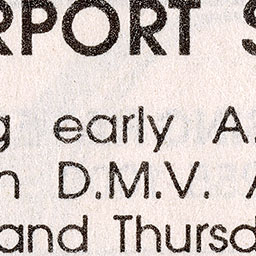 RPORT S
g early A.
n D.M.V. A
and Thursd